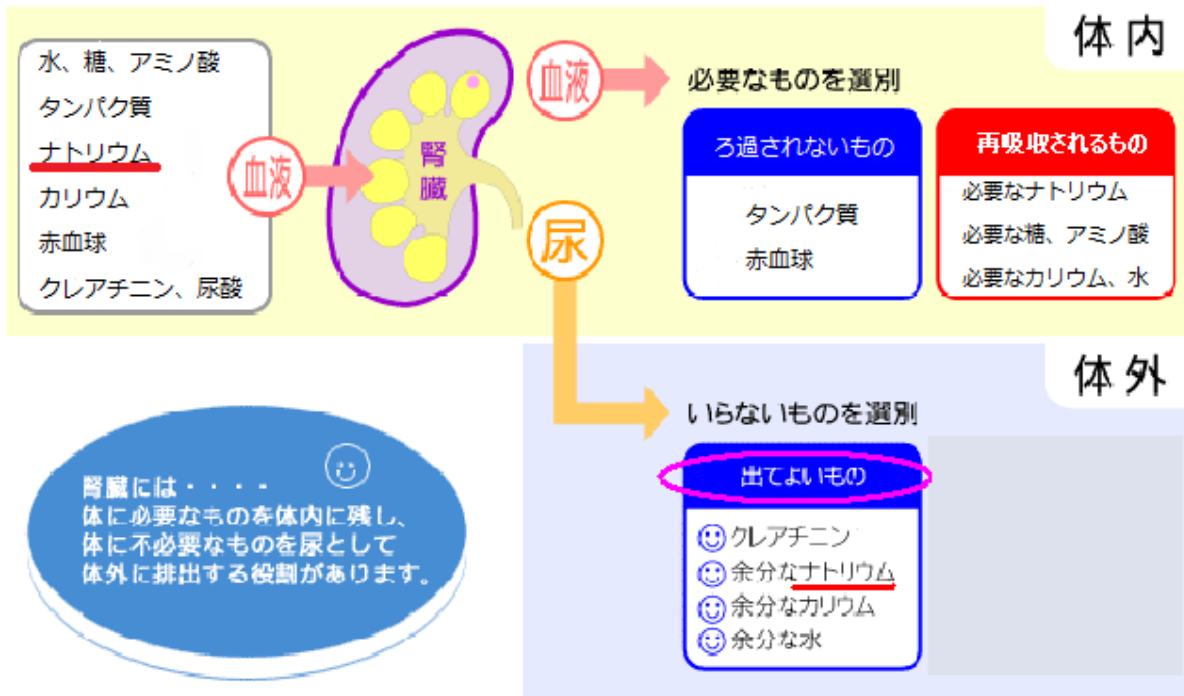 体内
水、糖、アミノ酸
タンパク質
ナトリウム
カリウム
赤血球
クレアチニン、尿酸
血液
腎臓
血液
尿
必要なものを選別
ろ過されないもの
タンパク質
赤血球
再吸収されるもの
必要なナトリウム
必要な糖、アミノ酸
必要なカリウム、水
体外
いらないものを選別
出てよいもの
クレアチニン
余分なナトリウム
余分なカリウム
余分な水
腎臓には・・・・
体に必要なものを体内に残し、
体に不必要なものを尿として
体外に排出する役割があります。